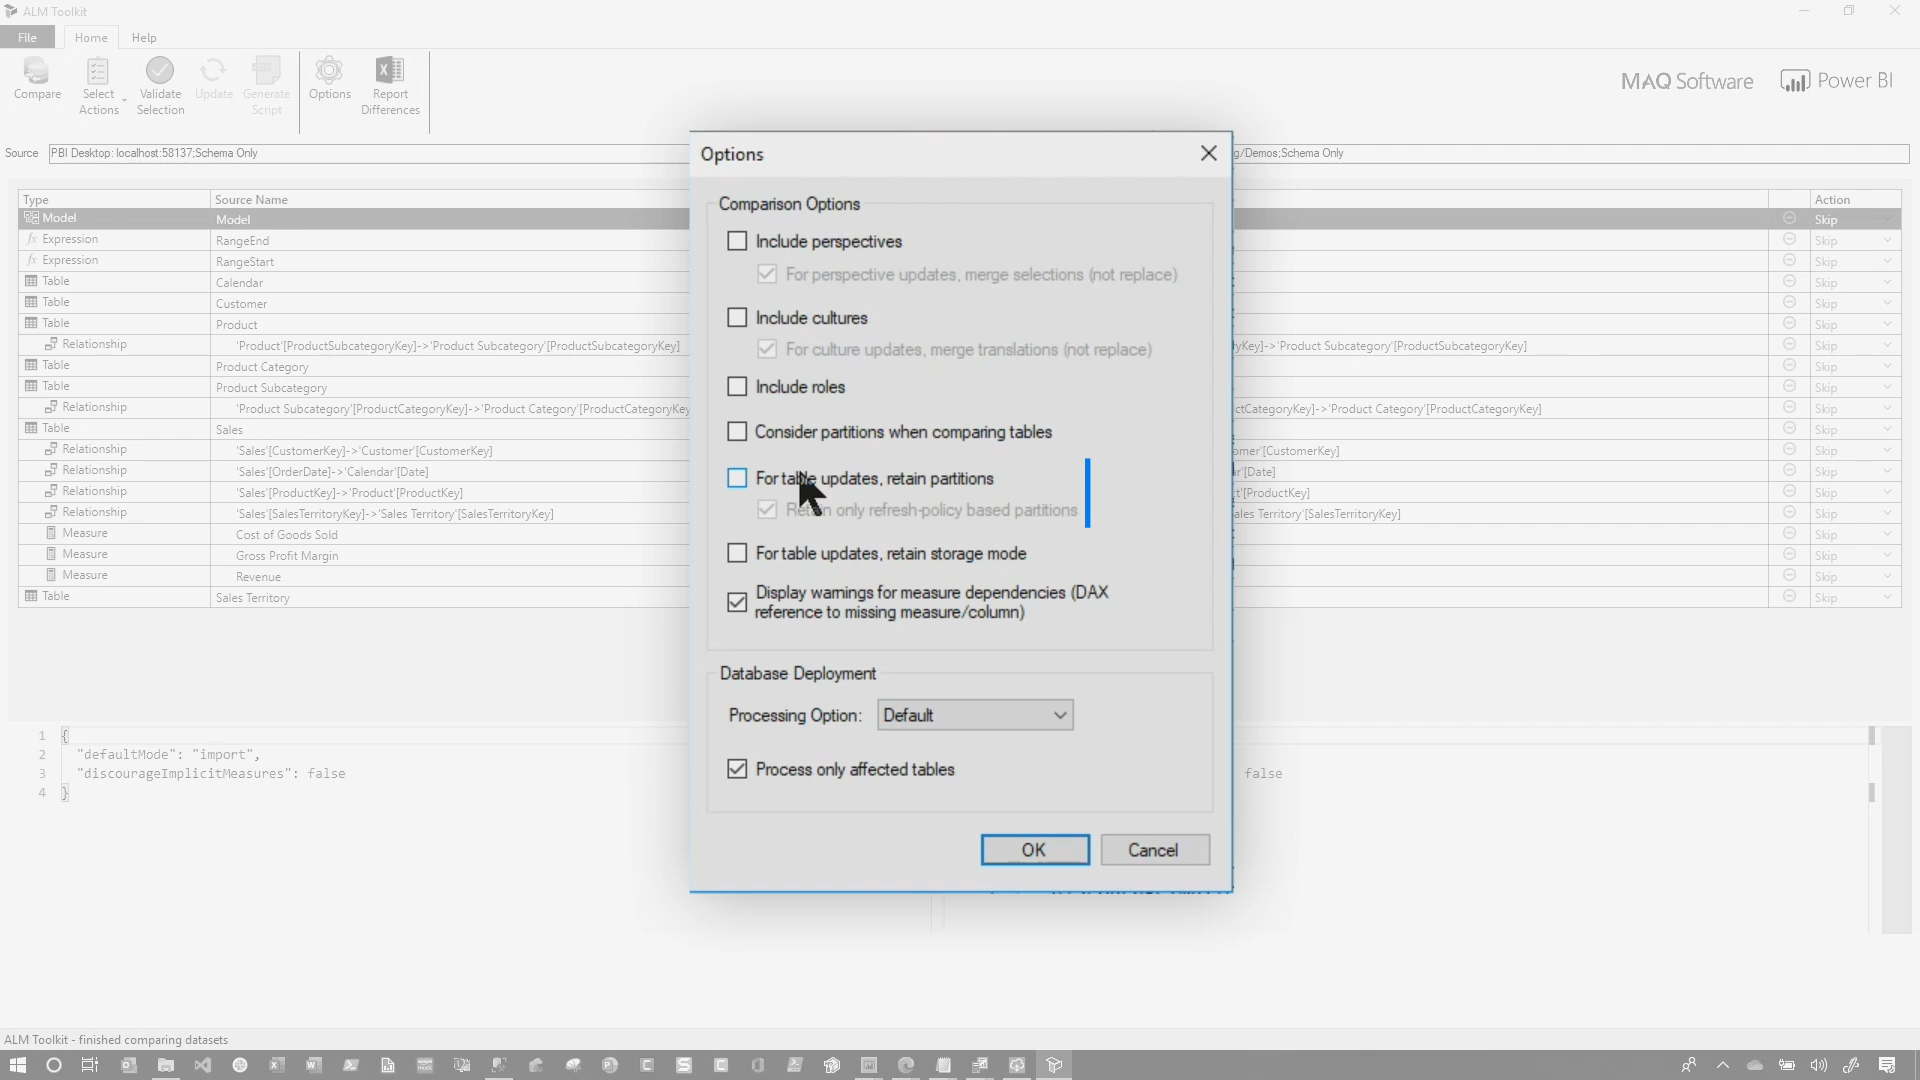 ALM Toolkit
File Home Help
Compare
Select Actions
Validate Selection
Update
Generate Script
Options
Report Differences
MAQ Software
Power BI
Source PBI Desktop: localhost:58137;Schema Only
g/Demos;Schema Only
Type Source Name Action
Model Model Skip
Expression RangeEnd Skip
Expression RangeStart Skip
Table Calendar Skip
Table Customer Skip
Table Product Skip
Relationship 'Product'[ProductSubcategoryKey]->'Product Subcategory'[ProductSubcategoryKey] yKey]->'Product Subcategory'[ProductSubcategoryKey] Skip
Table Product Category Skip
Table Product Subcategory Skip
Relationship 'Product Subcategory'[ProductCategoryKey]->'Product Category'[ProductCategoryKey ctCategoryKey]->'Product Category'[ProductCategoryKey] Skip
Table Sales Skip
Relationship 'Sales'[CustomerKey]->'Customer'[CustomerKey] omer'[CustomerKey] Skip
Relationship 'Sales'[OrderDate]->'Calendar'[Date] ar'[Date] Skip
Relationship 'Sales'[ProductKey]->'Product'[ProductKey] t'[ProductKey] Skip
Relationship 'Sales'[SalesTerritoryKey]->'Sales Territory'[SalesTerritoryKey] ales Territory'[SalesTerritoryKey] Skip
Measure Cost of Goods Sold Skip
Measure Gross Profit Margin Skip
Measure Revenue Skip
Table Sales Territory Skip
Options
Comparison Options
Include perspectives
For perspective updates, merge selections (not replace)
Include cultures
For culture updates, merge translations (not replace)
Include roles
Consider partitions when comparing tables
For table updates, retain partitions
Retain only refresh-policy based partitions
For table updates, retain storage mode
Display warnings for measure dependencies (DAX
reference to missing measure/column)
Database Deployment
Processing Option: Default
Process only affected tables
OK Cancel
1 {
2 "defaultMode": "import",
3 "discourageImplicitMeasures": false
4 }
false
ALM Toolkit - finished comparing datasets